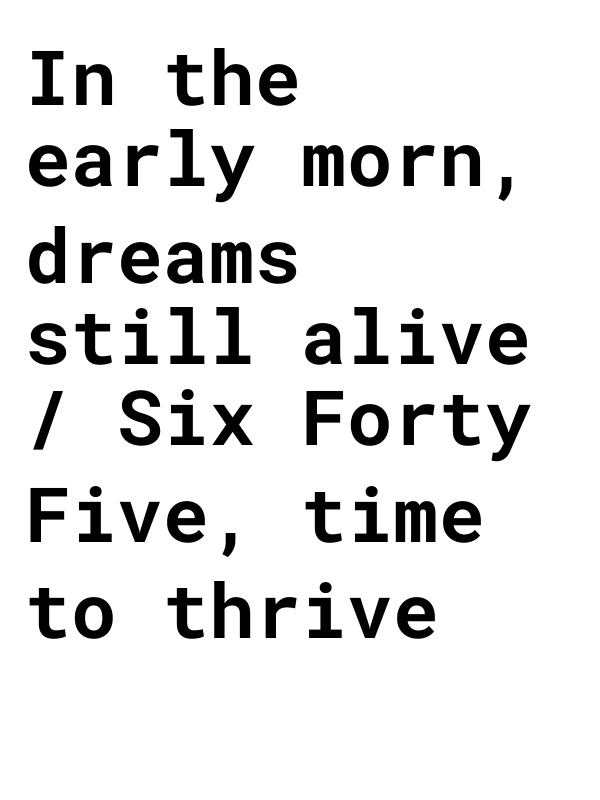 In the
early morn,
dreams
still alive
/ Six Forty
Five, time
to thrive